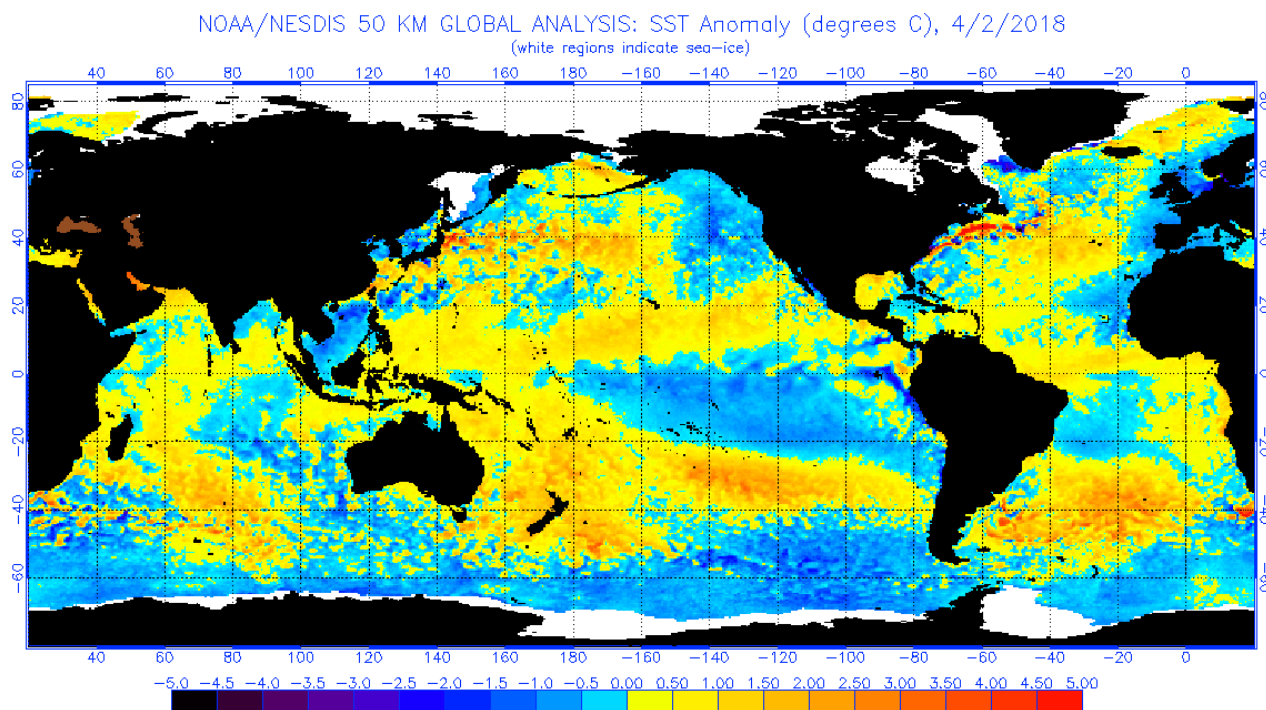 NOAA/NESDIS 50 KM GLOBAL ANALYSIS: SST Anomaly (degrees C), 4/2/2018
(white regions indicate sea-ice)
40 60 80 100 120 140 160 180 -160 -140 -120 -100 -80 -60 -40 -20 0
80
60
40
20
0
-20
-40
-60
40 60 80 100 120 140 160 180 -160 -140 -120 -100 -80 -60 -40 -20 0
-5.0 -4.5 -4.0 -3.5 -3.0 -2.5 -2.0 -1.5 -1.0 -0.5 0.00 0.50 1.00 1.50 2.00 2.50 3.00 3.50 4.00 4.50 5.00